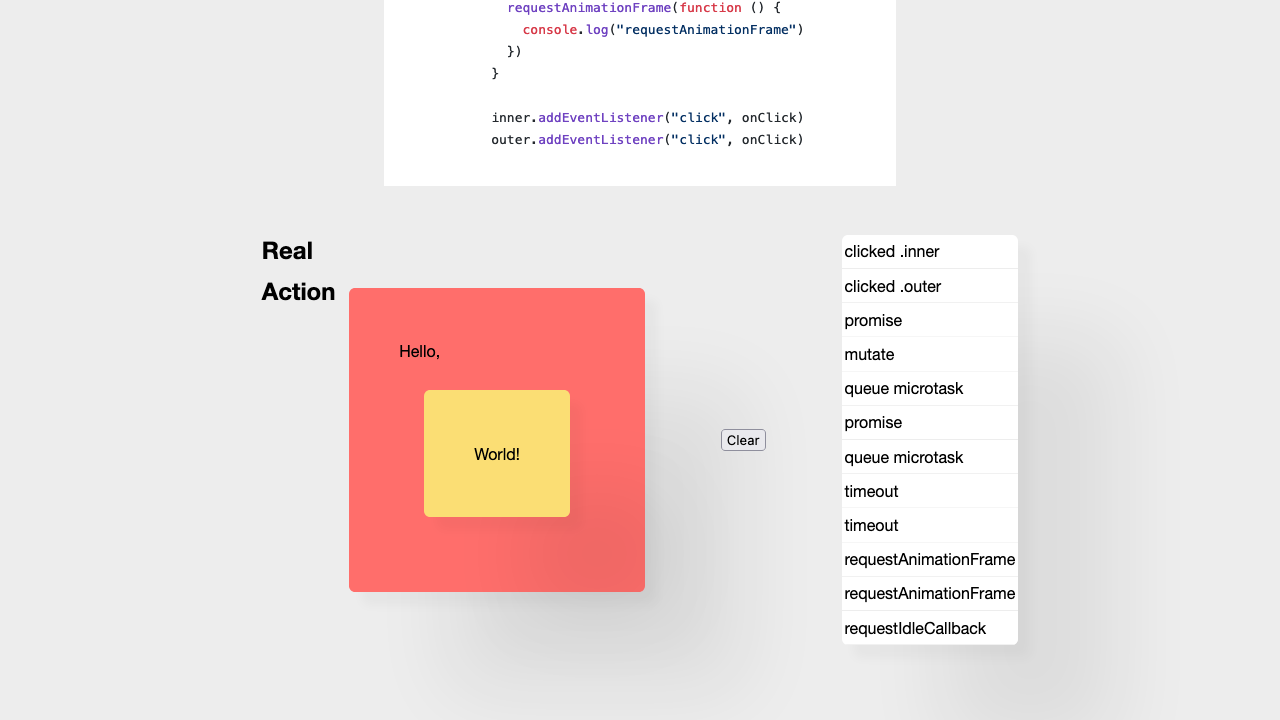 requestAnimationFrame(function () {
console.log("requestAnimationFrame")
})
}
inner.addEventListener("click", onClick)
outer.addEventListener("click", onClick)
Real
Action
Hello,
World!
Clear
clicked .inner
clicked .outer
promise
mutate
queue microtask
promise
queue microtask
timeout
timeout
requestAnimationFrame
requestAnimationFrame
requestIdleCallback